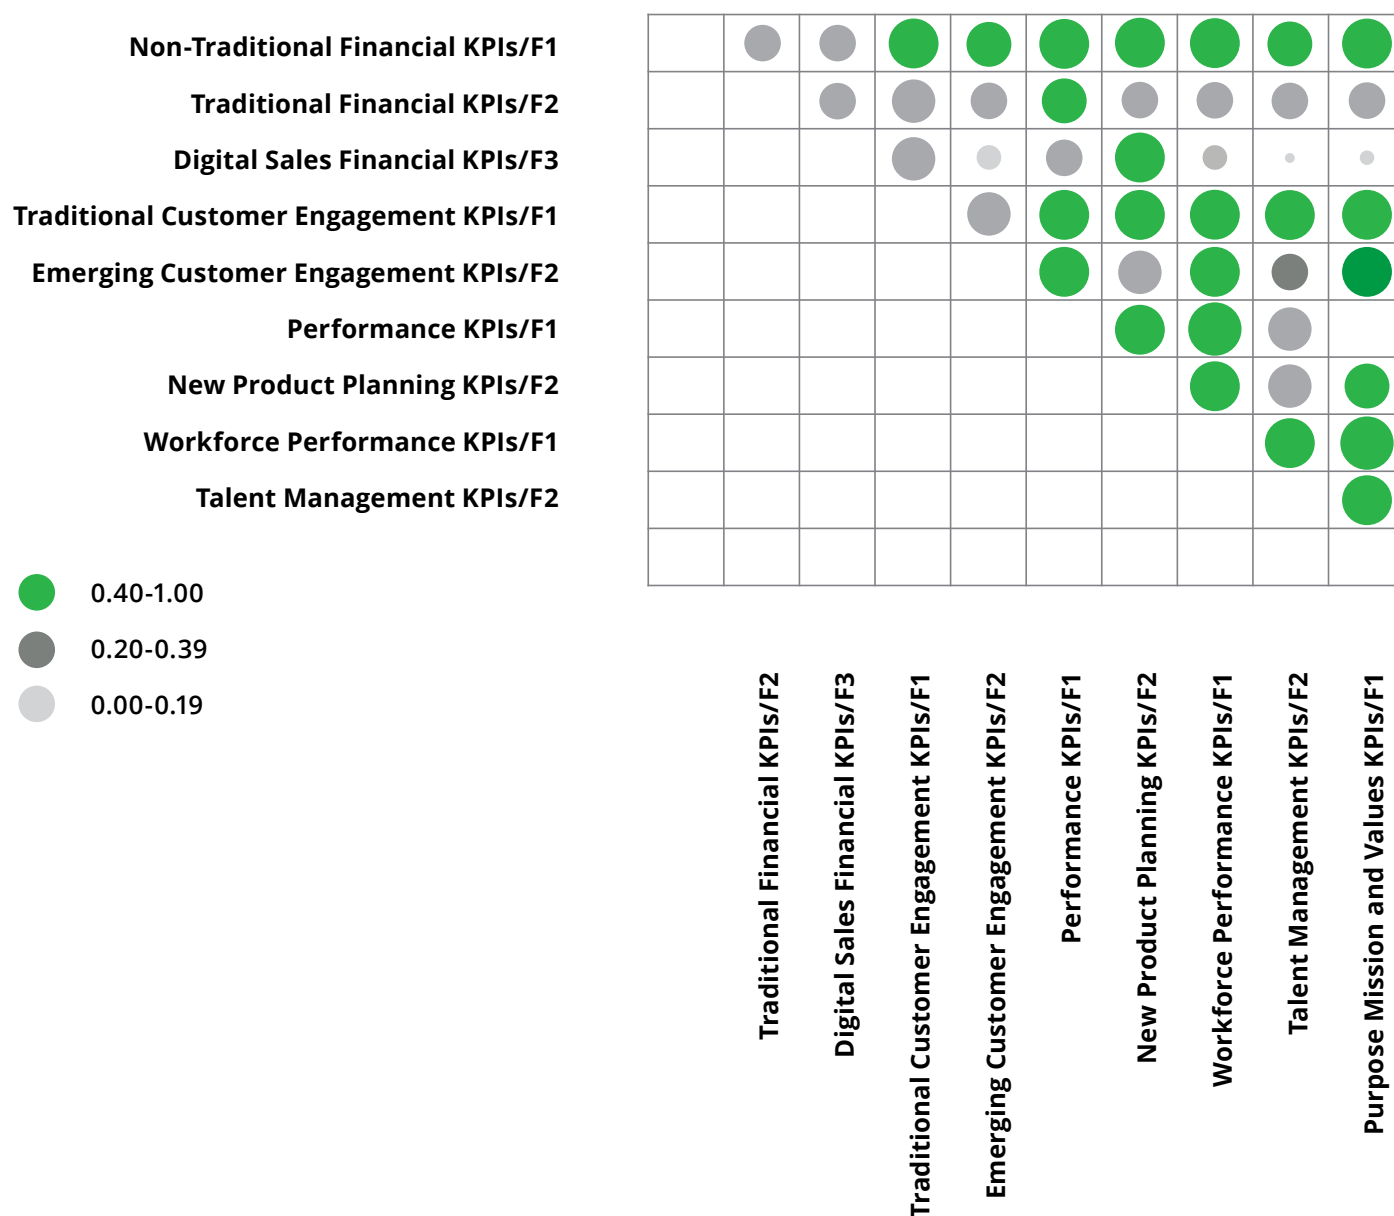 Non-Traditional Financial KPIs/F1
Traditional Financial KPIs/F2
Digital Sales Financial KPIs/F3
Traditional Customer Engagement KPIs/F1
Emerging Customer Engagement KPIs/F2
Performance KPIs/F1
New Product Planning KPIs/F2
Workforce Performance KPIs/F1
Talent Management KPIs/F2
0.40-1.00
0.20-0.39
0.00-0.19
Traditional Financial KPIs/F2
Digital Sales Financial KPIs/F3
Traditional Customer Engagement KPIs/F1
Emerging Customer Engagement KPIs/F2
Performance KPIs/F1
New Product Planning KPIs/F2
Workforce Performance KPIs/F1
Talent Management KPIs/F2
Purpose Mission and Values KPIs/F1